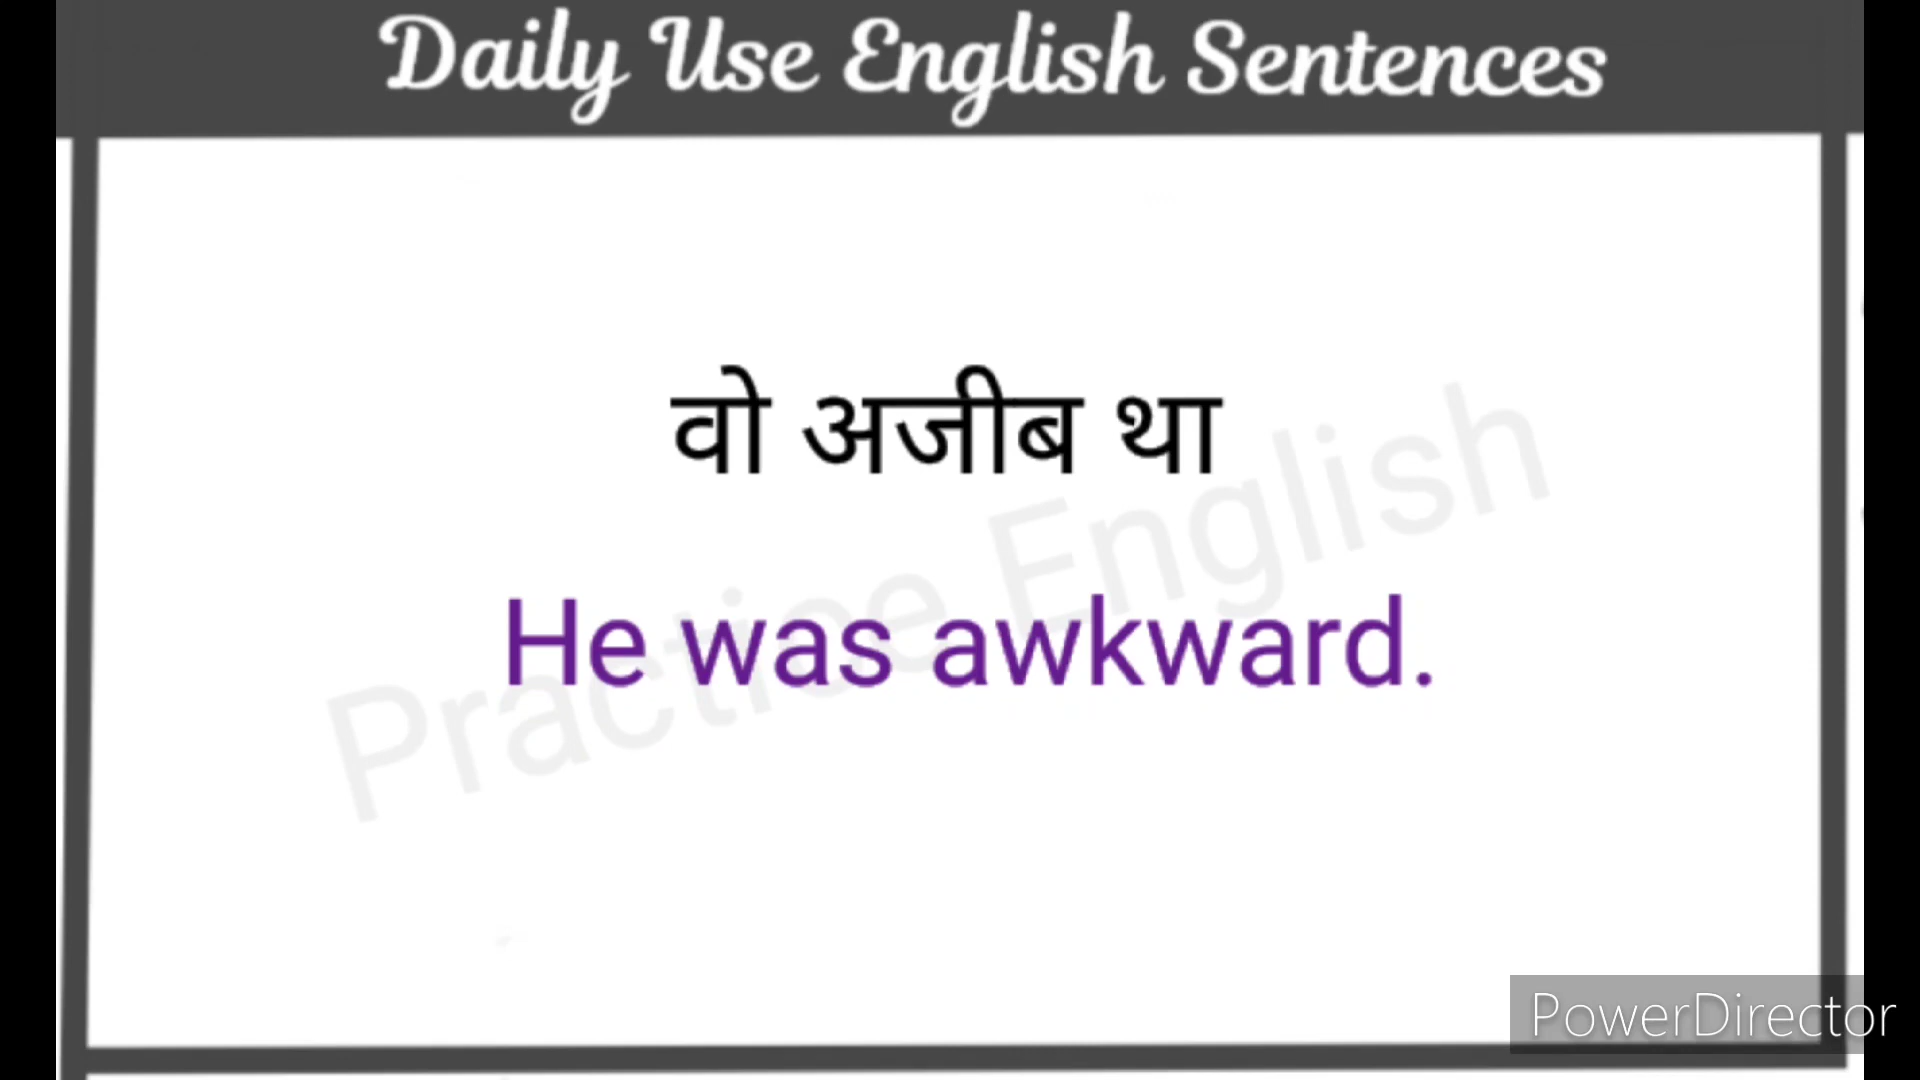 Daily Use English Sentences
वो अजीब था
He was awkward.
Practice English
PowerDirector